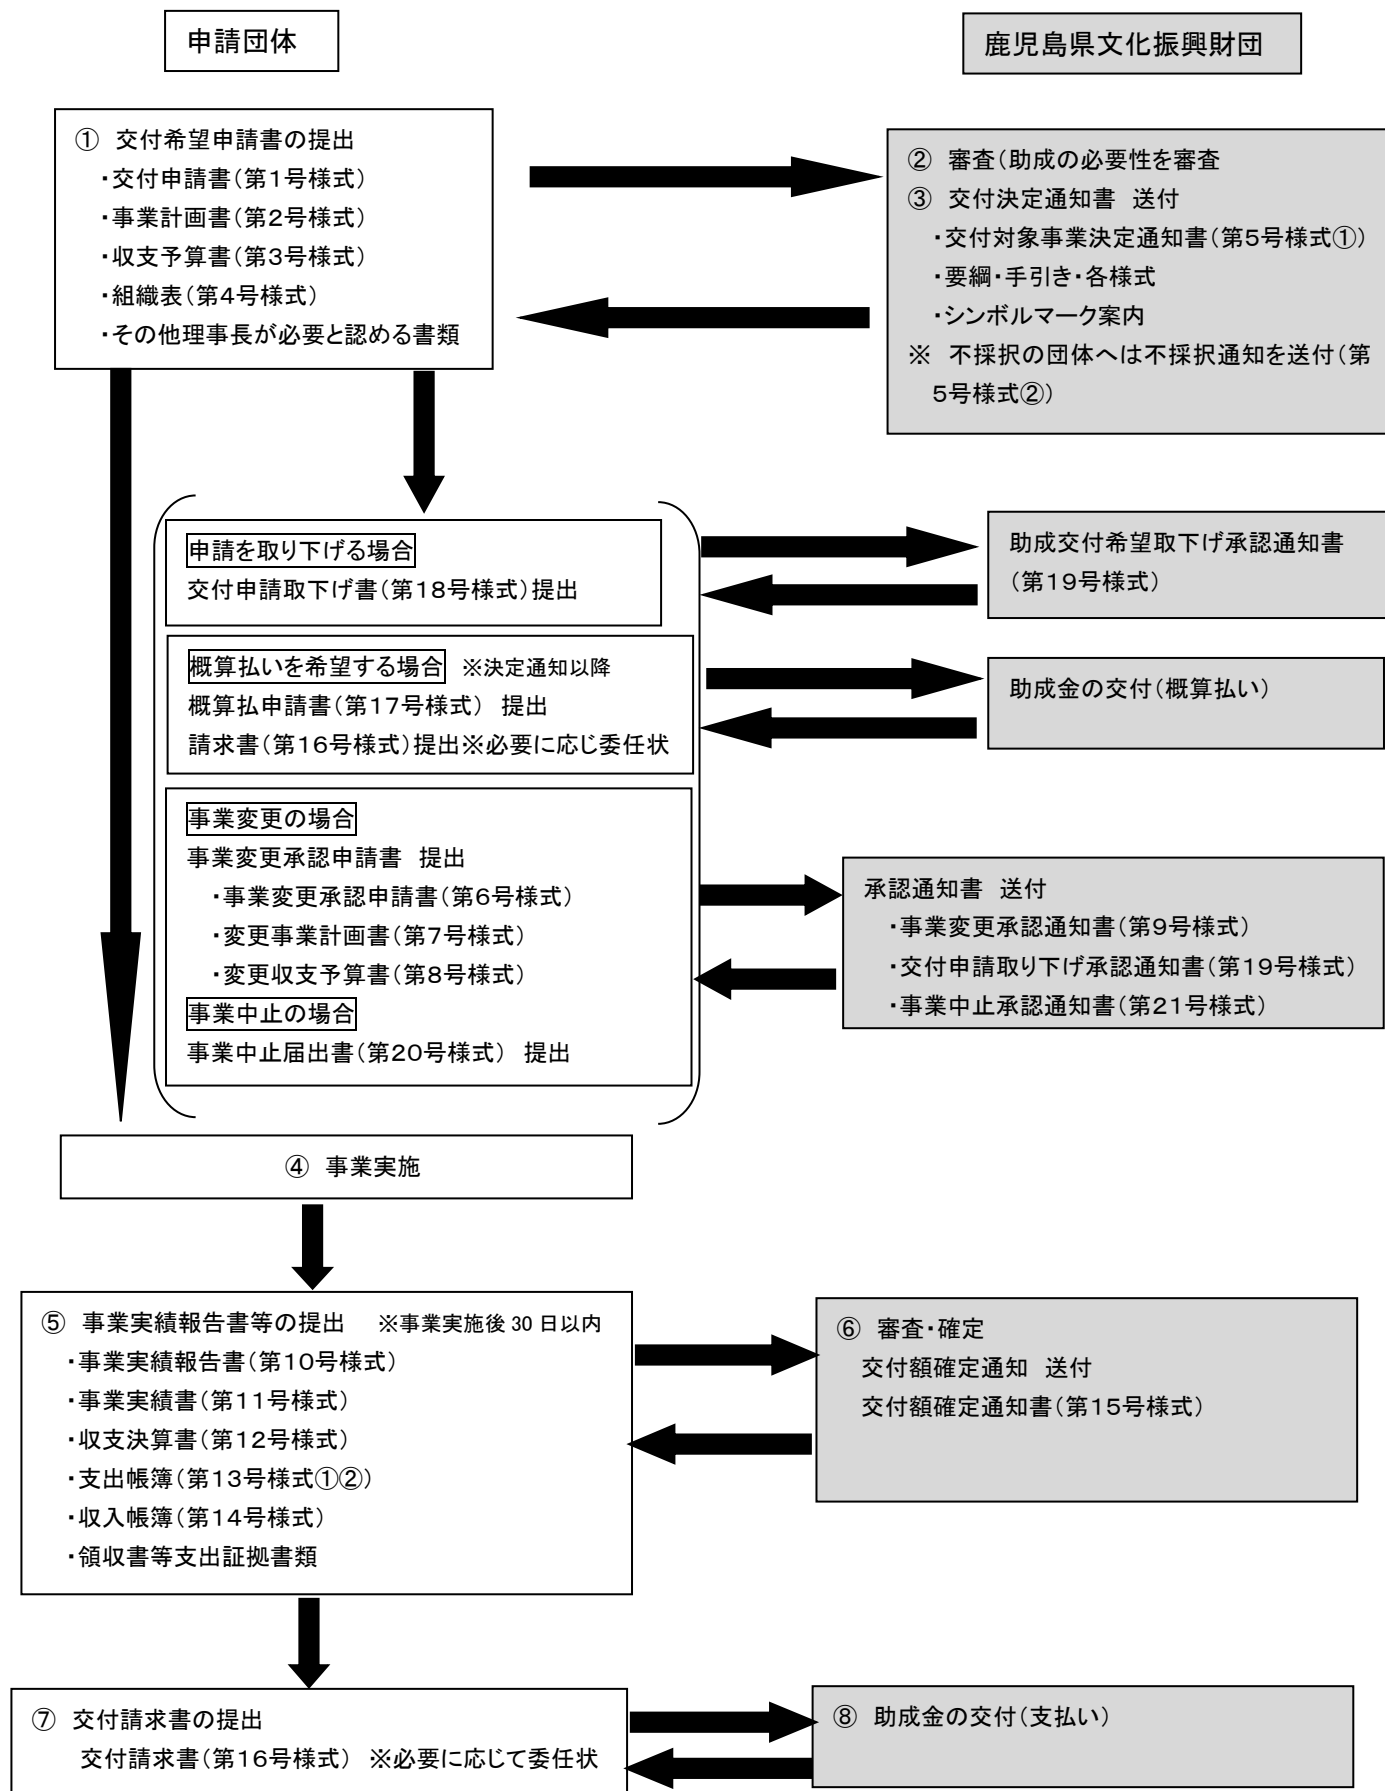 申請団体
鹿児島県文化振興財団
① 交付希望申請書の提出
・交付申請書(第1号様式)
・事業計画書(第2号様式)
・収支予算書(第3号様式)
・組織表(第4号様式)
・その他理事長が必要と認める書類
② 審査(助成の必要性を審査
③ 交付決定通知書 送付
・交付対象事業決定通知書(第5号様式①)
・要綱・手引き・各様式
・シンボルマーク案内
※ 不採択の団体へは不採択通知を送付(第
5号様式②)
申請を取り下げる場合
交付申請取下げ書(第18号様式)提出
助成交付希望取下げ承認通知書
(第19号様式)
概算払いを希望する場合 ※決定通知以降
概算払申請書(第17号様式) 提出
請求書(第16号様式)提出※必要に応じ委任状
助成金の交付(概算払い)
事業変更の場合
事業変更承認申請書 提出
・事業変更承認申請書(第6号様式)
・変更事業計画書(第7号様式)
・変更収支予算書(第8号様式)
事業中止の場合
事業中止届出書(第20号様式) 提出
承認通知書 送付
・事業変更承認通知書(第9号様式)
・交付申請取り下げ承認通知書(第19号様式)
・事業中止承認通知書(第21号様式)
④ 事業実施
⑤ 事業実績報告書等の提出 ※事業実施後 30 日以内
・事業実績報告書(第10号様式)
・事業実績書(第11号様式)
・収支決算書(第12号様式)
・支出帳簿(第13号様式①②)
・収入帳簿(第14号様式)
・領収書等支出証拠書類
⑥ 審査・確定
交付額確定通知 送付
交付額確定通知書(第15号様式)
⑦ 交付請求書の提出
交付請求書(第16号様式) ※必要に応じて委任状
⑧ 助成金の交付(支払い)